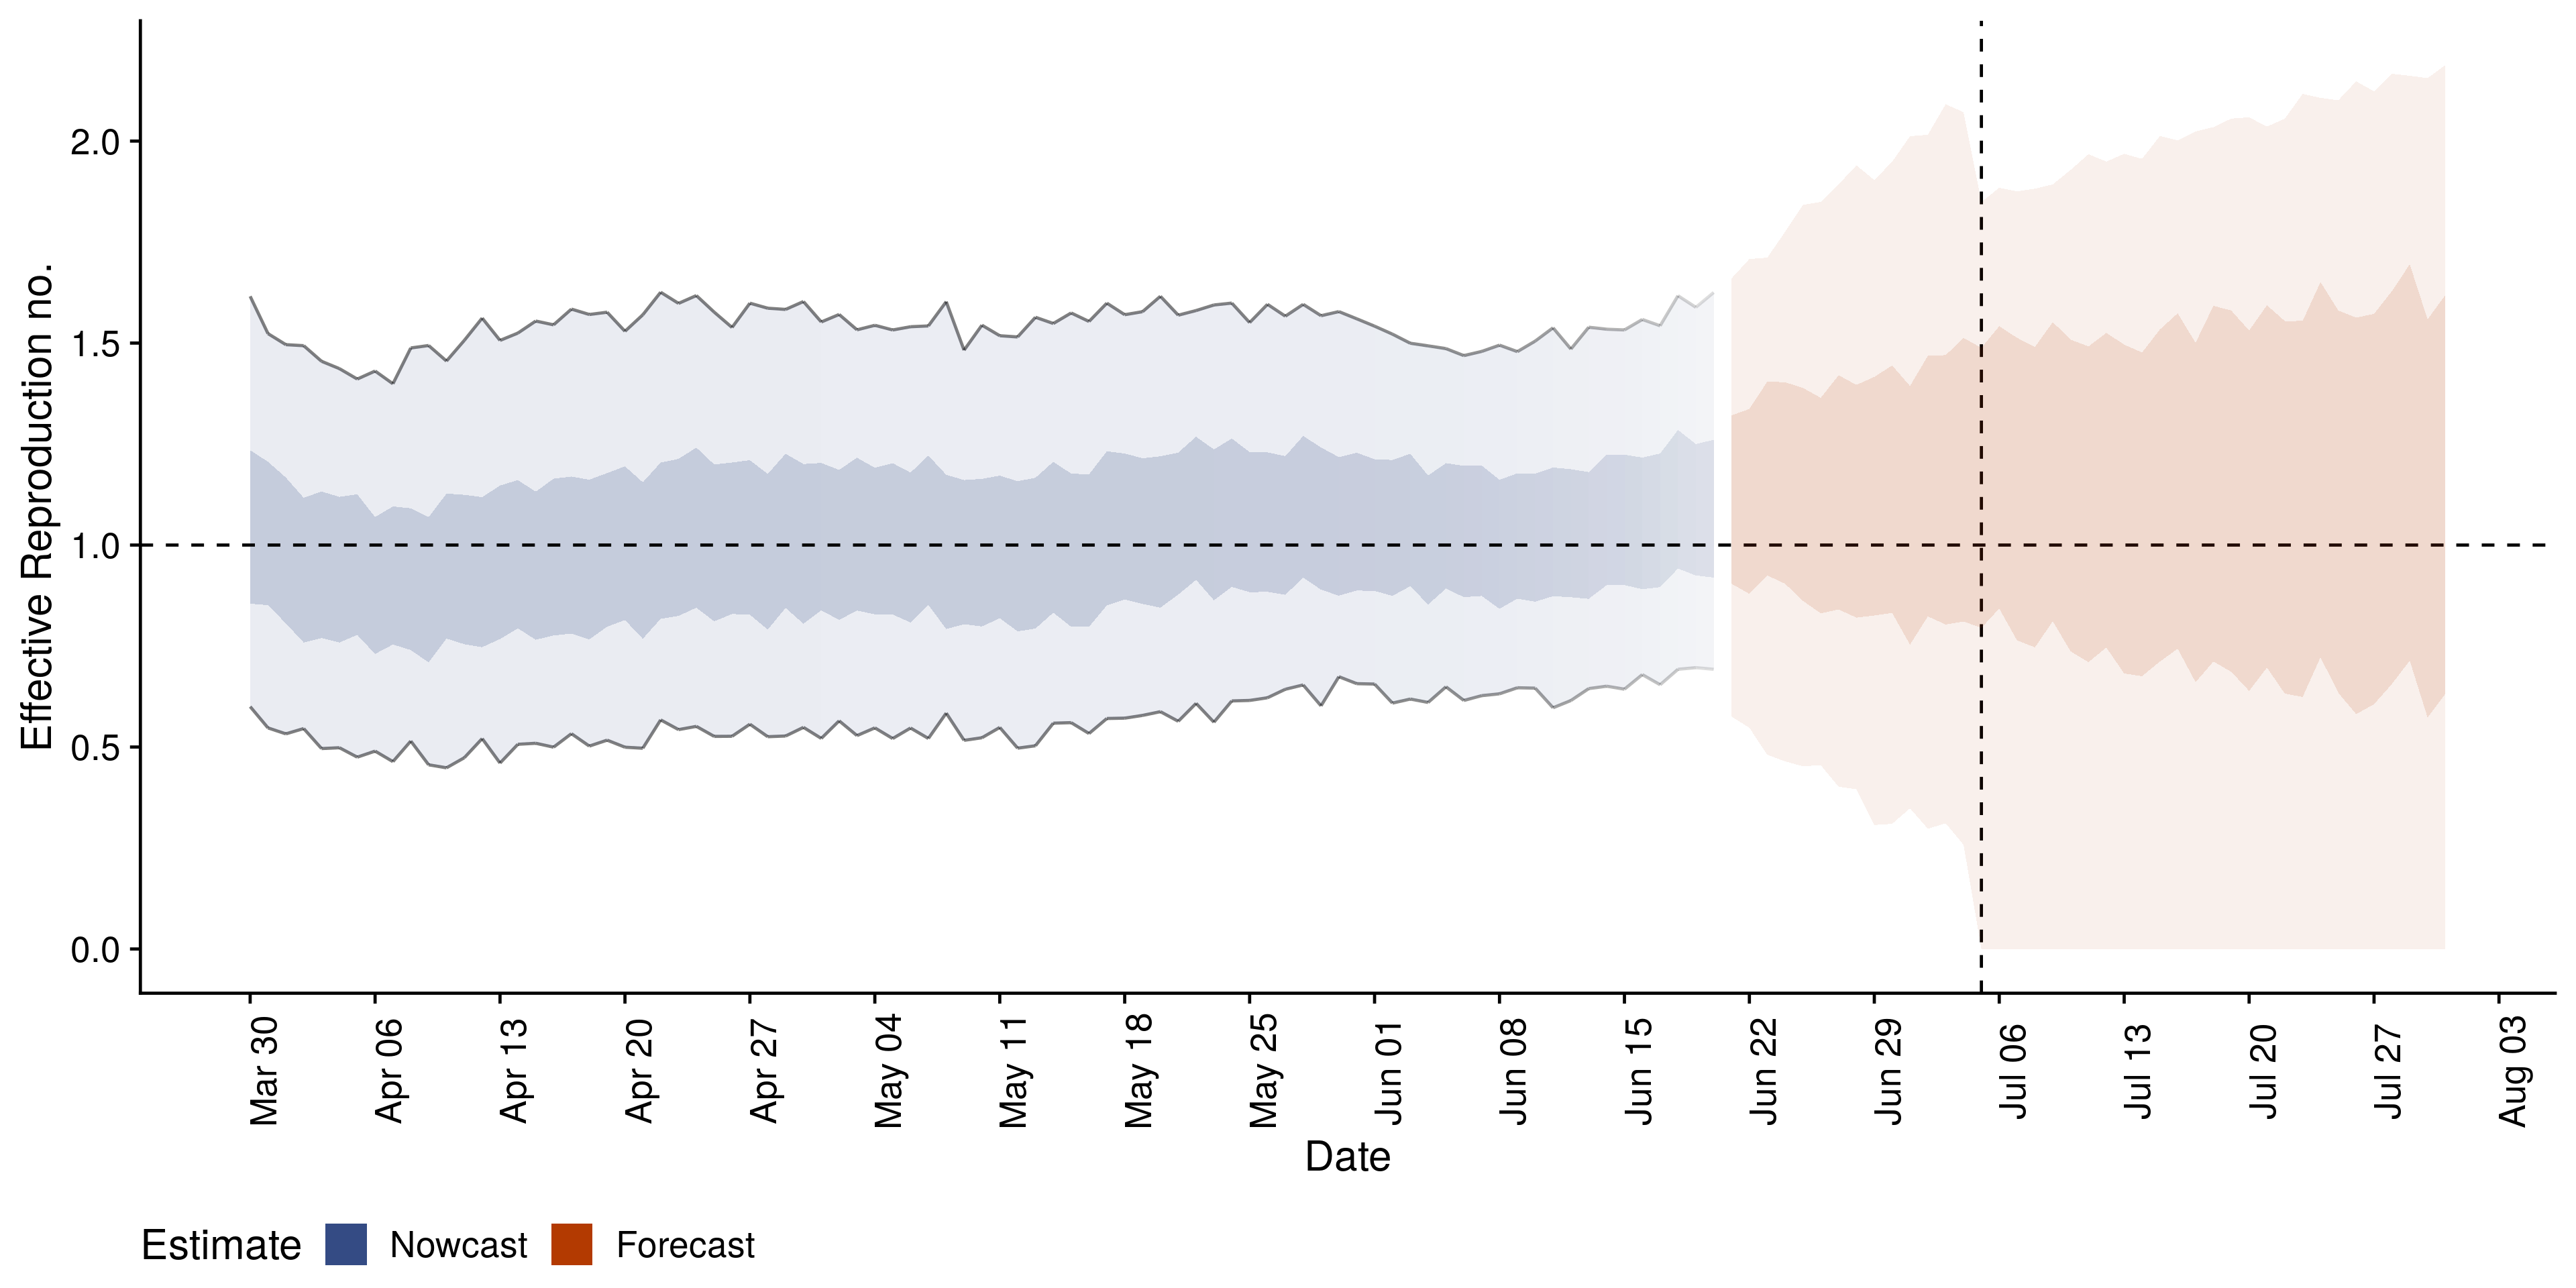 Effective Reproduction no.
2.0
1.5
1.0
0.5
0.0
Mar 30
Apr 06
Apr 13
Apr 20
Apr 27
May 04
May 11
May 18
May 25
Jun 01
Jun 08
Jun 15
Jun 22
Jun 29
Jul 06
Jul 13
Jul 20
Jul 27
Aug 03
Date
Estimate Nowcast Forecast